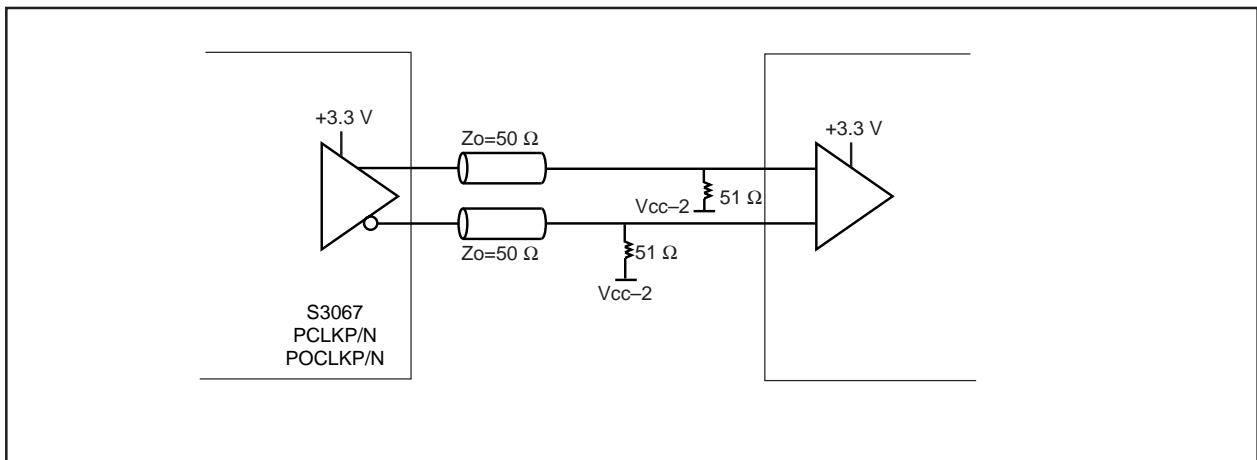 +3.3 V
Zo=50 Ω
+3.3 V
Vcc–2
51 Ω
Zo=50 Ω
51 Ω
Vcc–2
S3067
PCLKP/N
POCLKP/N